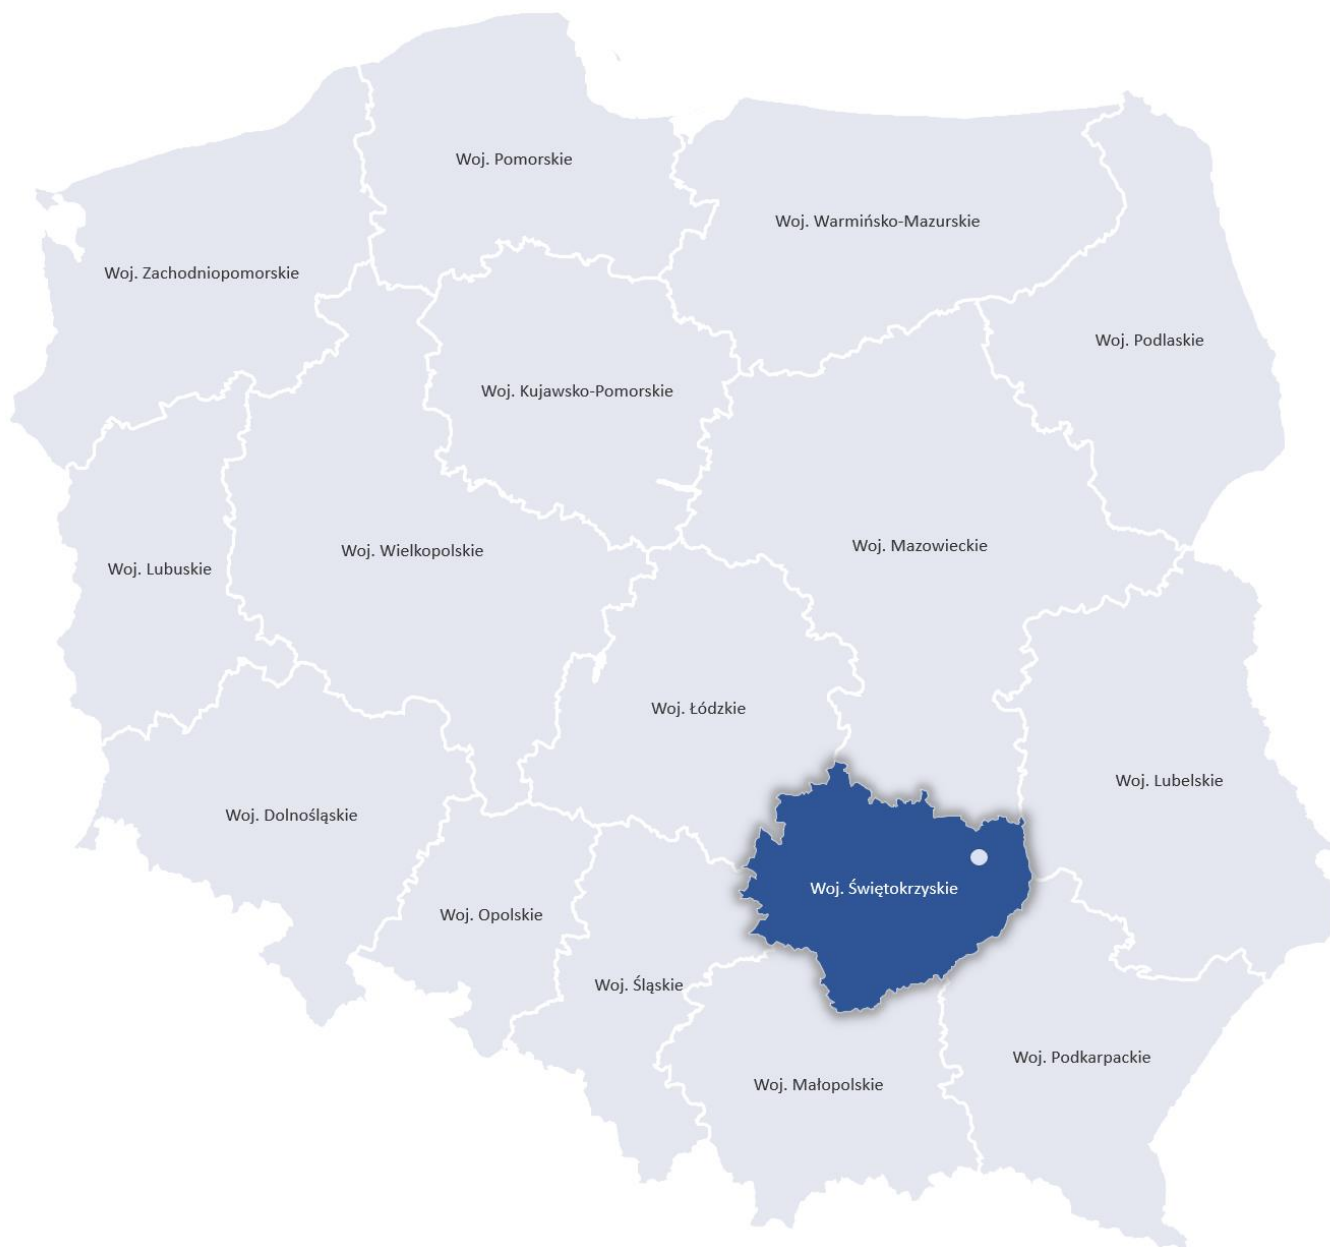 Woj. Pomorskie
Woj. Warmińsko-Mazurskie
Woj. Zachodniopomorskie
Woj. Podlaskie
Woj. Kujawsko-Pomorskie
Woj. Mazowieckie
Woj. Wielkopolskie
Woj. Lubuskie
Woj. Łódzkie
Woj. Lubelskie
Woj. Dolnośląskie
Woj. Świętokrzyskie
Woj. Opolskie
Woj. Śląskie
Woj. Podkarpackie
Woj. Małopolskie